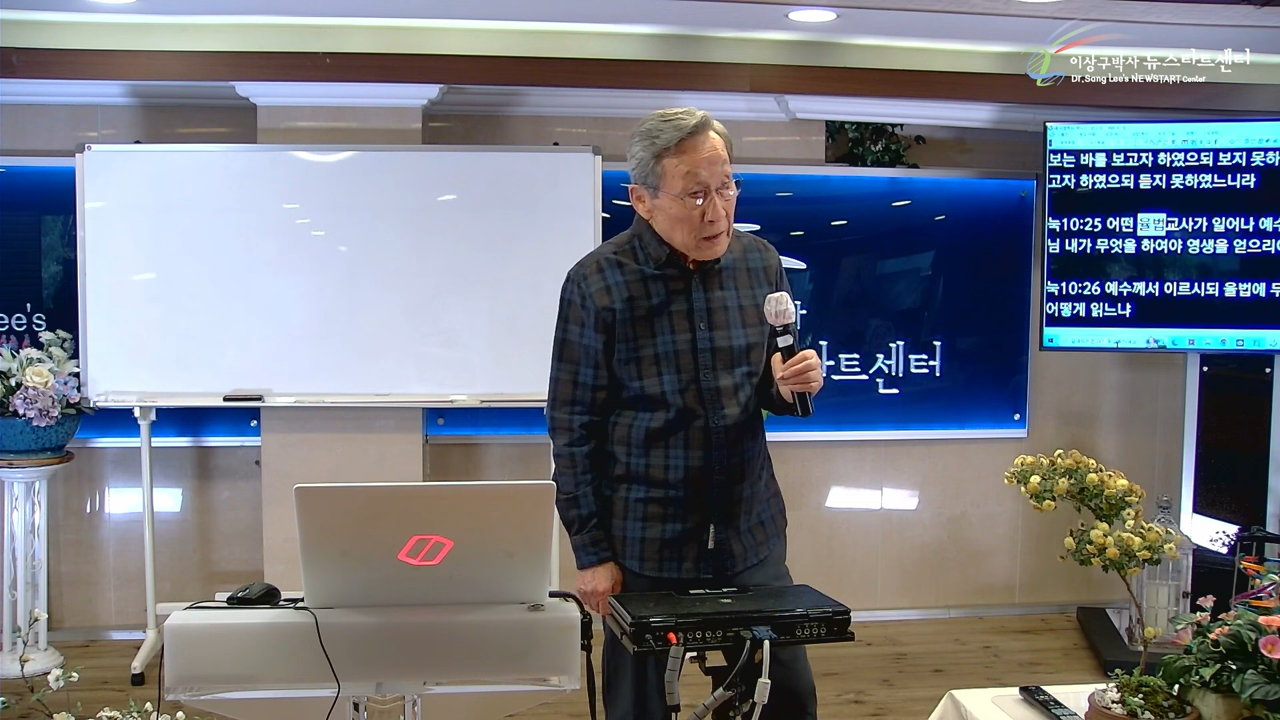 이상구박사 뉴스타트센터
Dr.Sang Lee's NEWSTART Center
보는 바를 보고자 하였으되 보지 못하
고자 하였으되 듣지 못하였느니라
눅10:25 어떤 율법교사가 일어나 예수
님 내가 무엇을 하여야 영생을 얻으리
눅10:26 예수께서 이르시되 율법에
어떻게 읽느냐
ee's
트센터
ELF